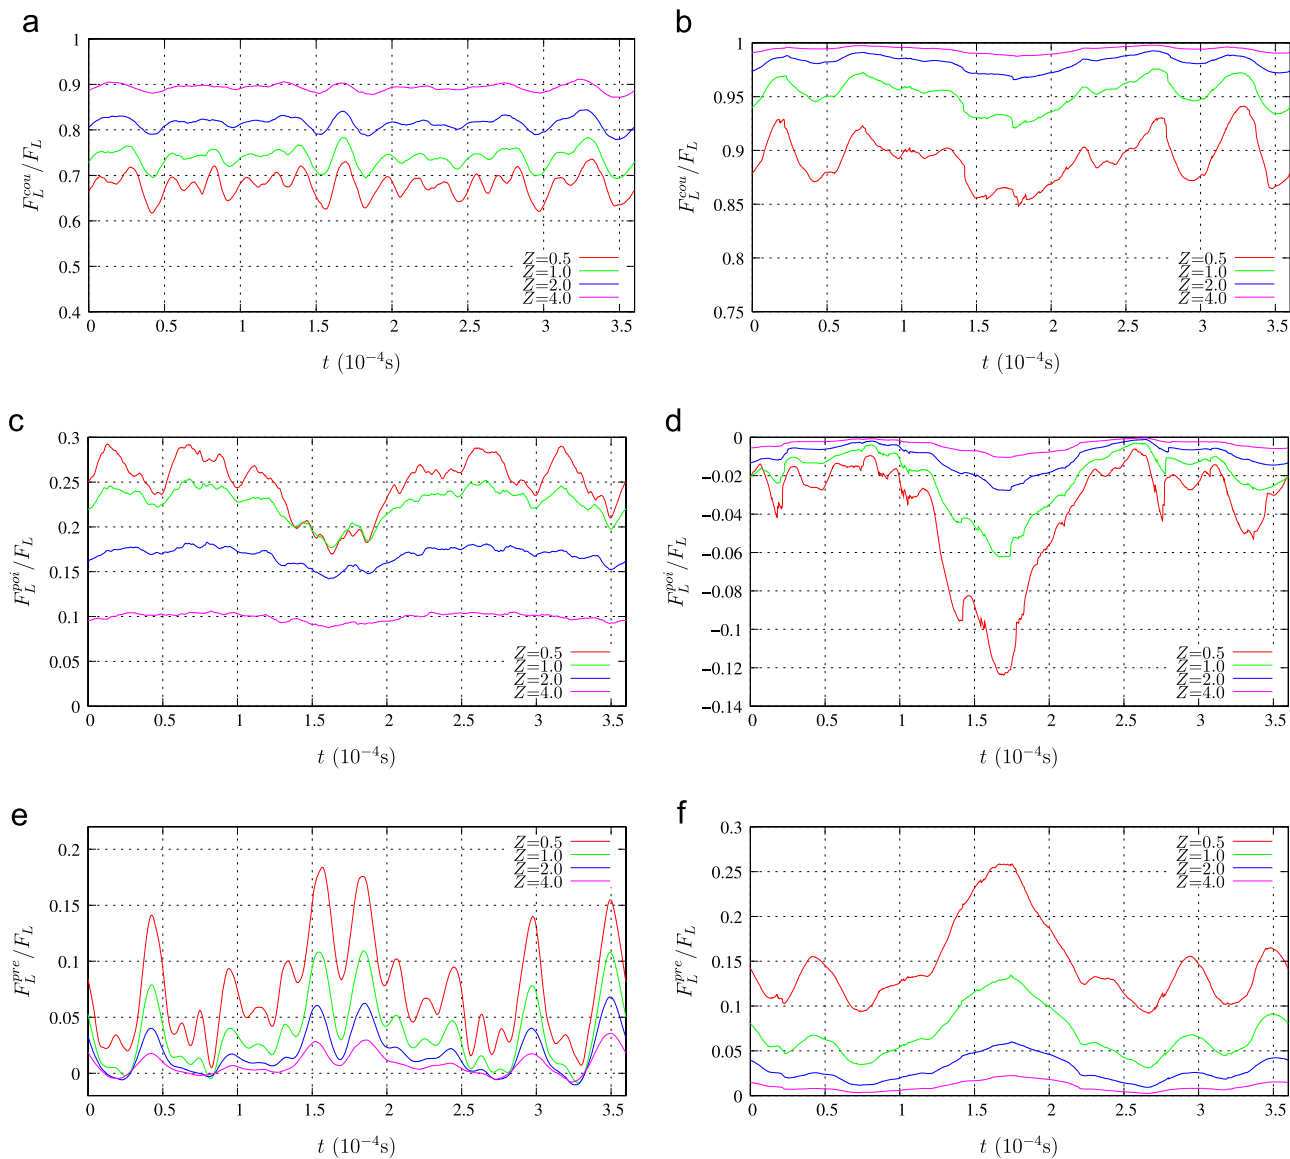 a
1
0.9
0.8
0.7
0.6
0.5
0.4
F_L^{cou}/F_L
Z=0.5
Z=1.0
Z=2.0
Z=4.0
0 0.5 1 1.5 2 2.5 3 3.5
t (10^{-4}s)
b
1
0.95
0.9
0.85
0.8
0.75
F_L^{cou}/F_L
Z=0.5
Z=1.0
Z=2.0
Z=4.0
0 0.5 1 1.5 2 2.5 3 3.5
t (10^{-4}s)
c
0.3
0.25
0.2
0.15
0.1
0.05
0
F_L^{poi}/F_L
Z=0.5
Z=1.0
Z=2.0
Z=4.0
0 0.5 1 1.5 2 2.5 3 3.5
t (10^{-4}s)
d
0
−0.02
−0.04
−0.06
−0.08
−0.1
−0.12
−0.14
F_L^{poi}/F_L
Z=0.5
Z=1.0
Z=2.0
Z=4.0
0 0.5 1 1.5 2 2.5 3 3.5
t (10^{-4}s)
e
0.2
0.15
0.1
0.05
0
F_L^{pre}/F_L
Z=0.5
Z=1.0
Z=2.0
Z=4.0
0 0.5 1 1.5 2 2.5 3 3.5
t (10^{-4}s)
f
0.3
0.25
0.2
0.15
0.1
0.05
0
F_L^{pre}/F_L
Z=0.5
Z=1.0
Z=2.0
Z=4.0
0 0.5 1 1.5 2 2.5 3 3.5
t (10^{-4}s)